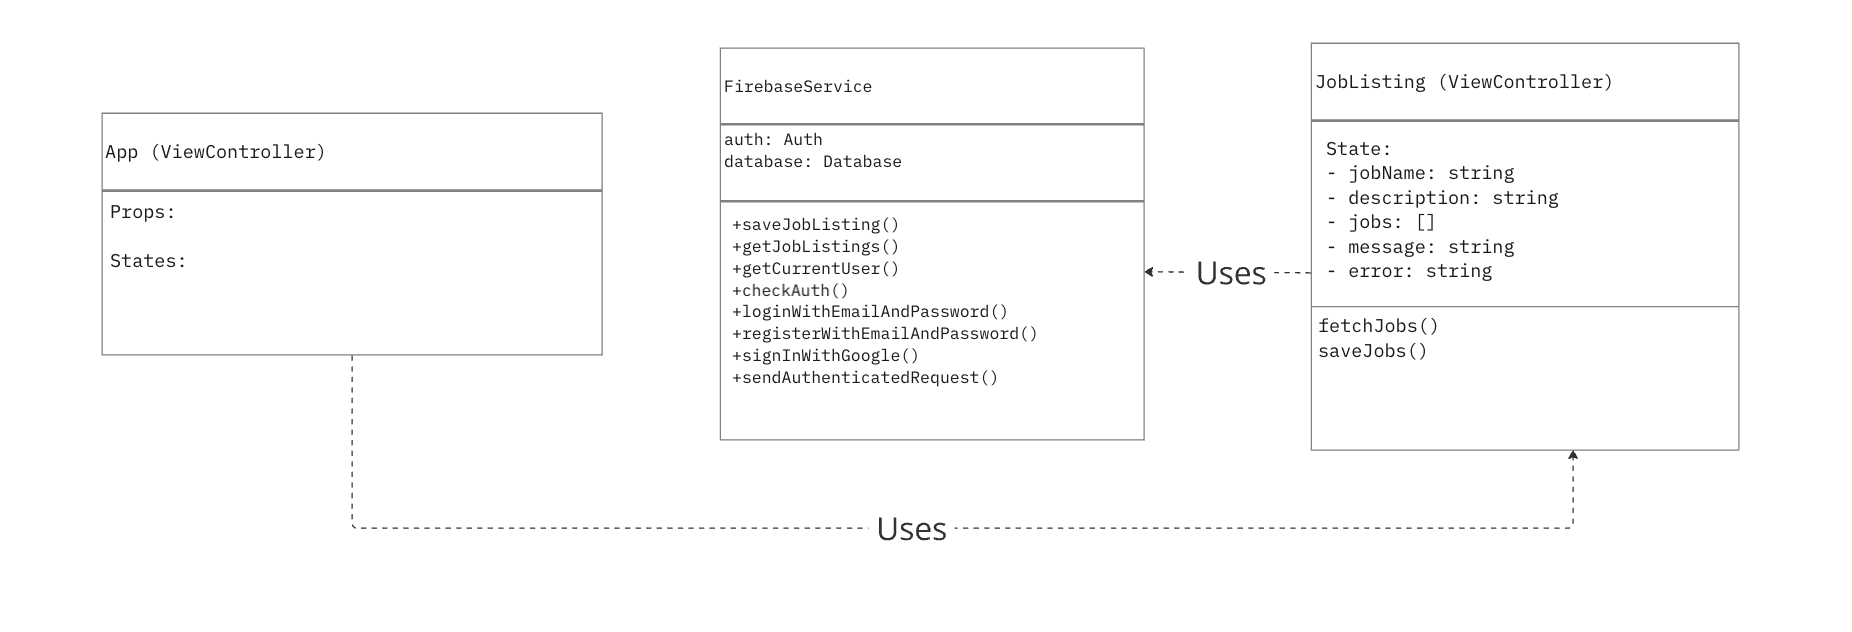 App (ViewController)
Props:
States:
FirebaseService
auth: Auth
database: Database
+saveJobListing()
+getJobListings()
+getCurrentUser()
+checkAuth()
+loginWithEmailAndPassword()
+registerWithEmailAndPassword()
+signInWithGoogle()
+sendAuthenticatedRequest()
Uses
JobListing (ViewController)
State:
- jobName: string
- description: string
- jobs: []
- message: string
- error: string
fetchJobs()
saveJobs()
Uses